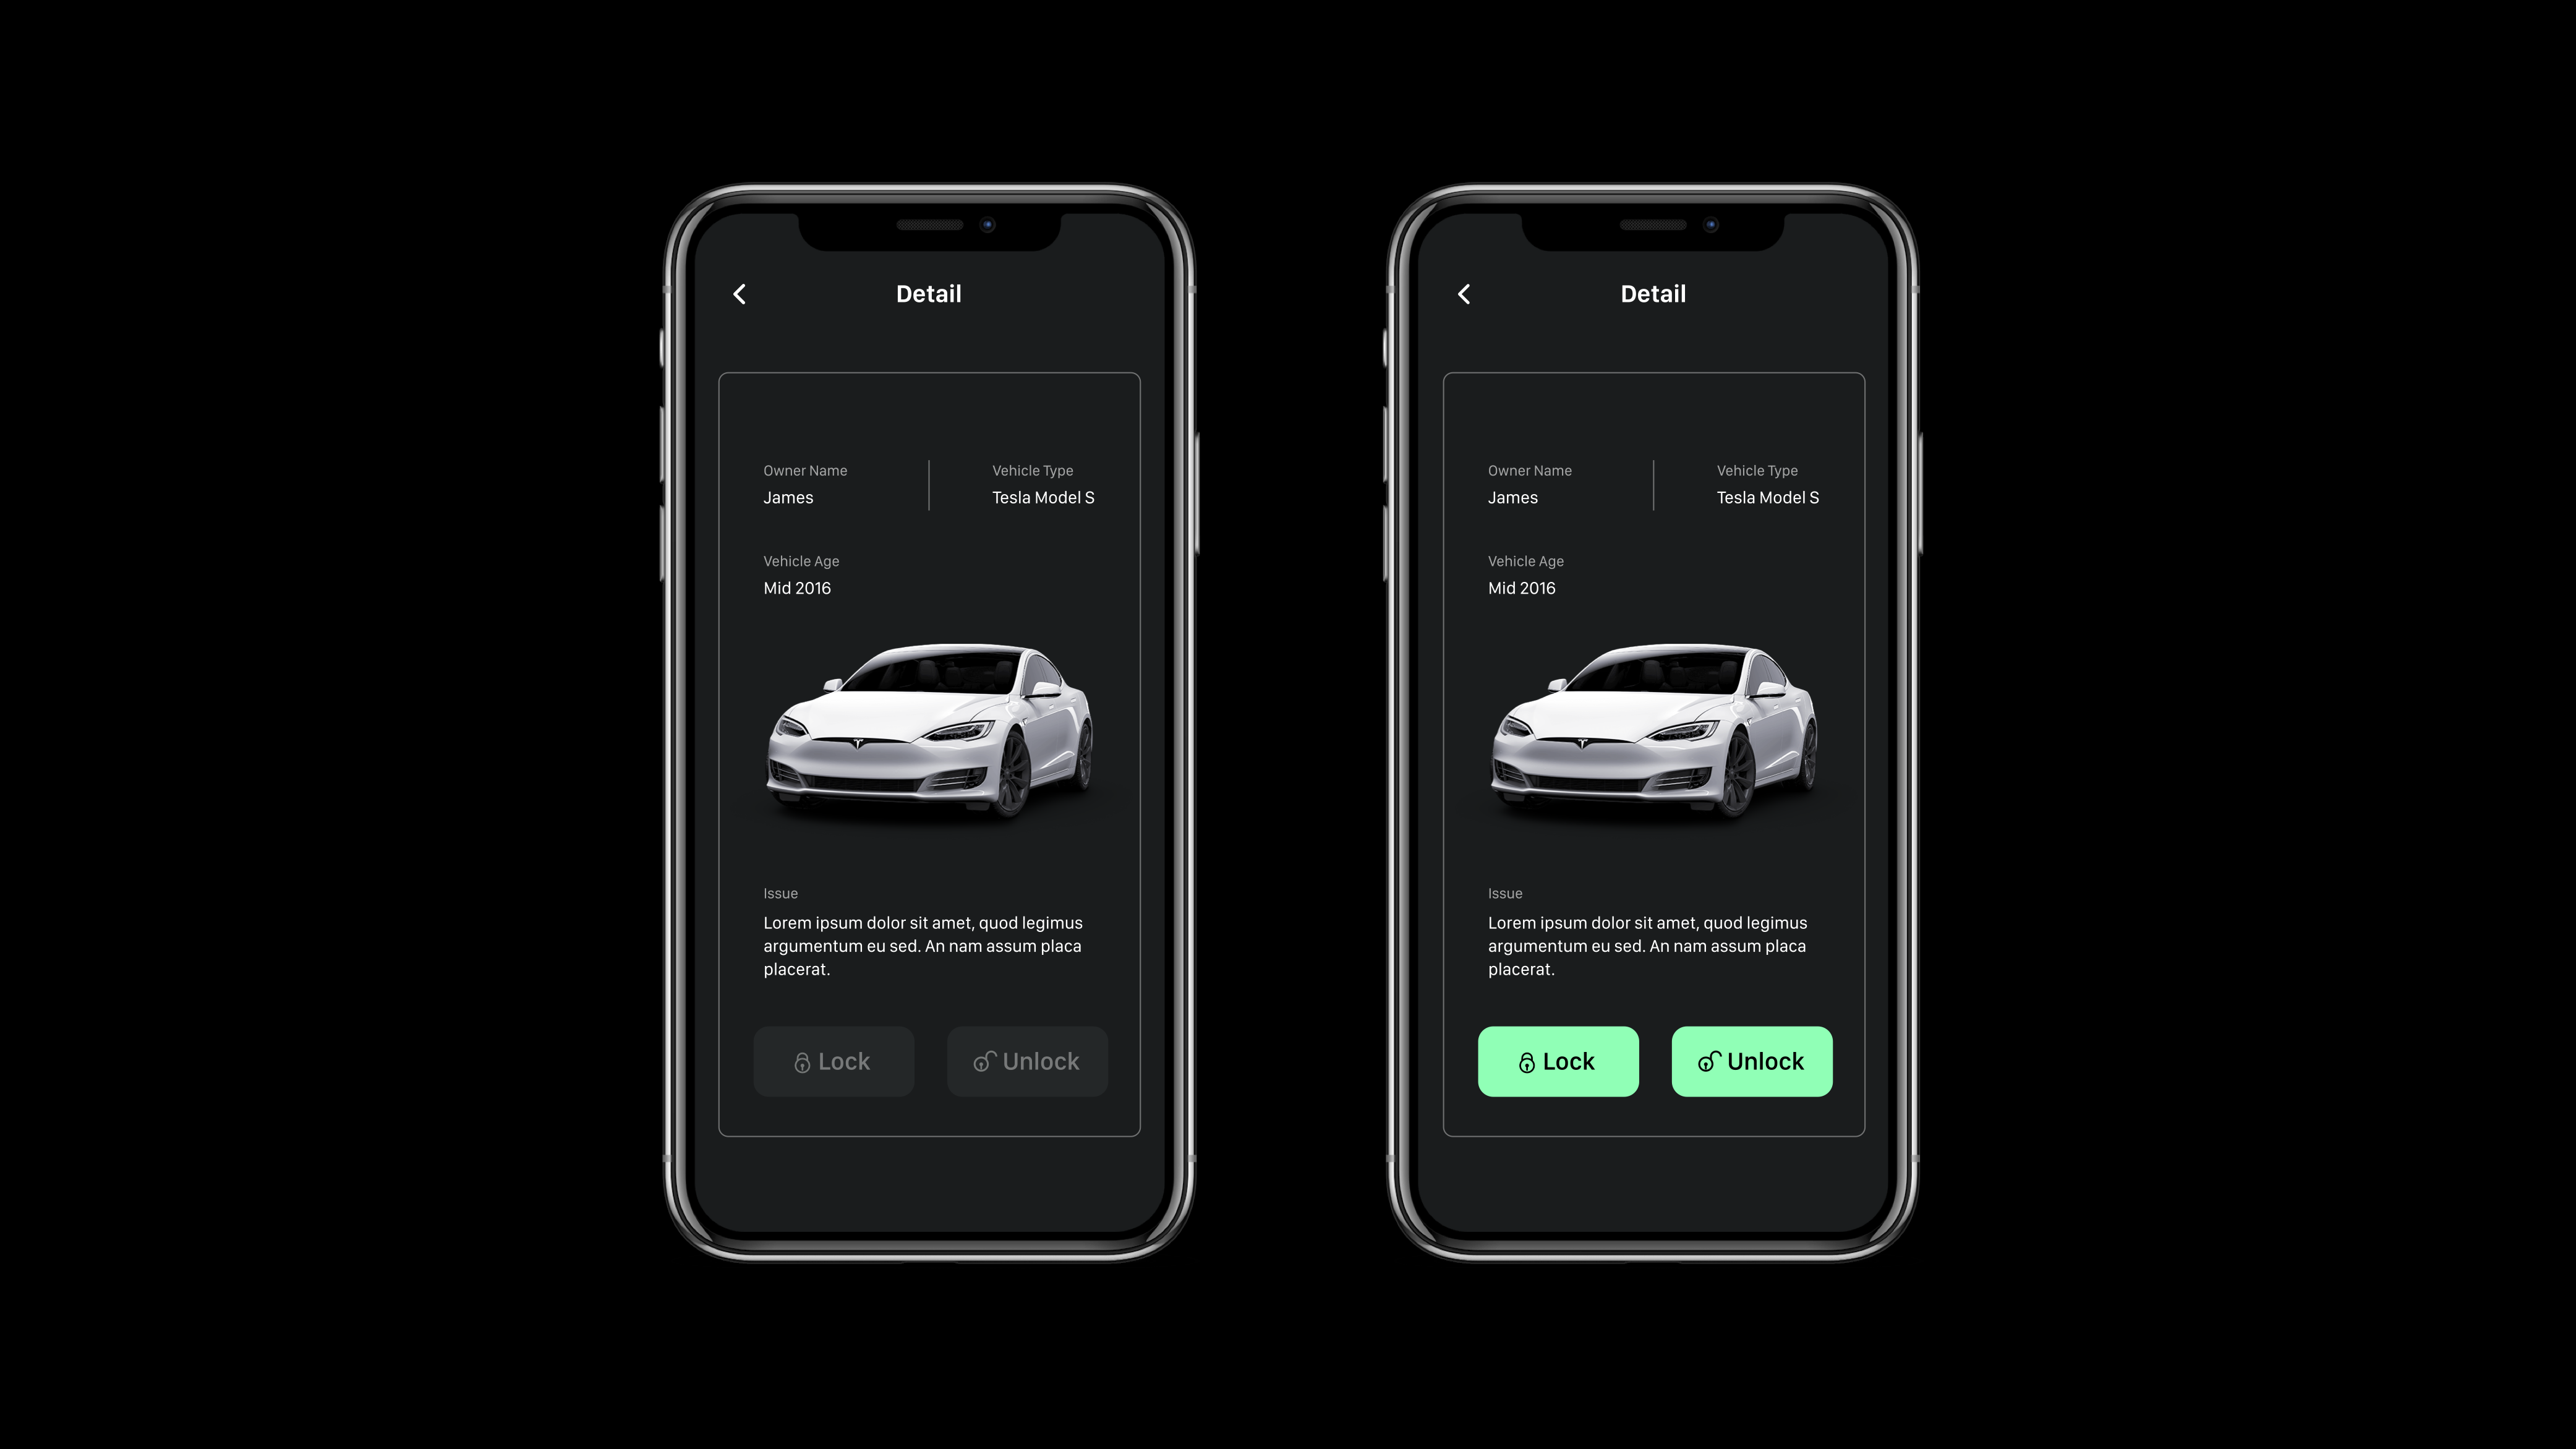 Detail
Owner Name
James
Vehicle Type
Tesla Model S
Vehicle Age
Mid 2016
Issue
Lorem ipsum dolor sit amet, quod legimus
argumentum eu sed. An nam assum placa
placerat.
Lock
Unlock
Detail
Owner Name
James
Vehicle Type
Tesla Model S
Vehicle Age
Mid 2016
Issue
Lorem ipsum dolor sit amet, quod legimus
argumentum eu sed. An nam assum placa
placerat.
Lock
Unlock